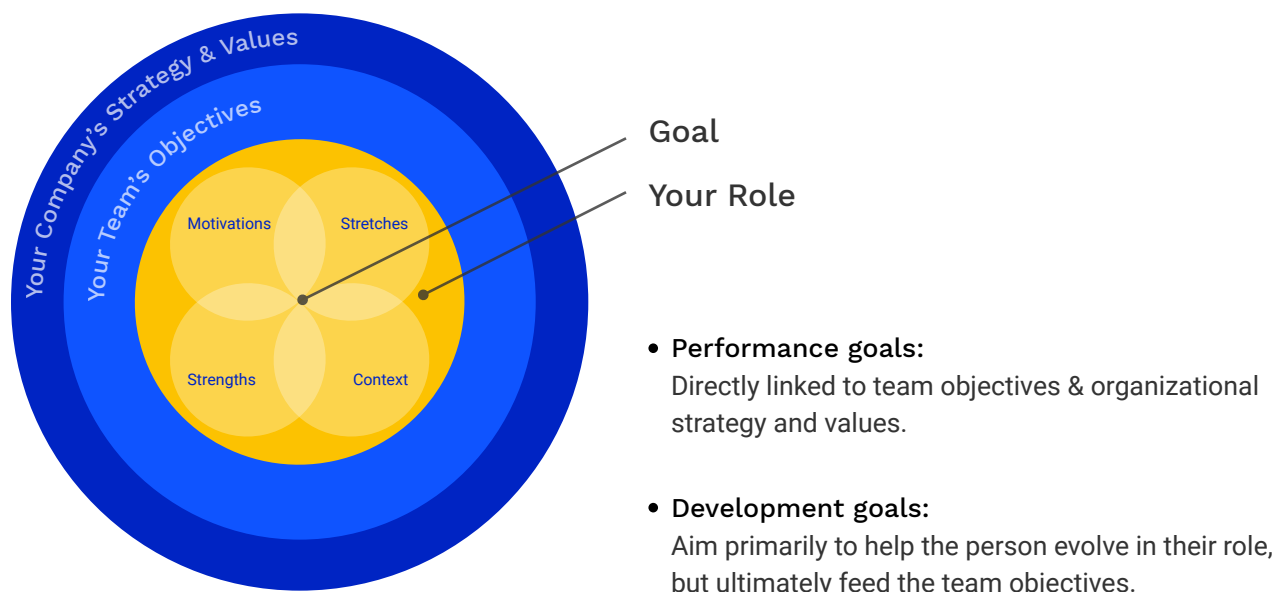 Your Company's Strategy & Values
Your Team's Objectives
Motivations
Stretches
Strengths
Context
Goal
Your Role
• Performance goals:
Directly linked to team objectives & organizational
strategy and values.
• Development goals:
Aim primarily to help the person evolve in their role,
but ultimately feed the team objectives.